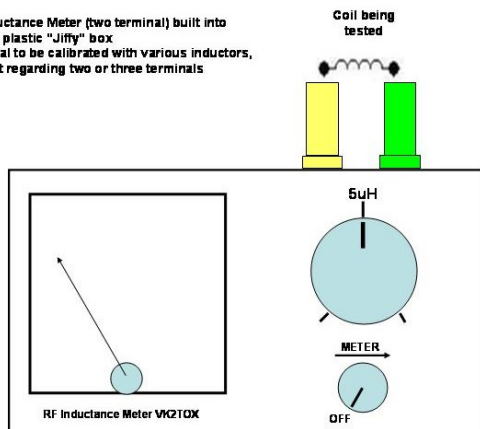 uctance Meter (two terminal) built into
plastic "Jiffy" box
al to be calibrated with various inductors,
t regarding two or three terminals
Coil being
tested
5uH
METER
OFF
RF Inductance Meter VK2TOX